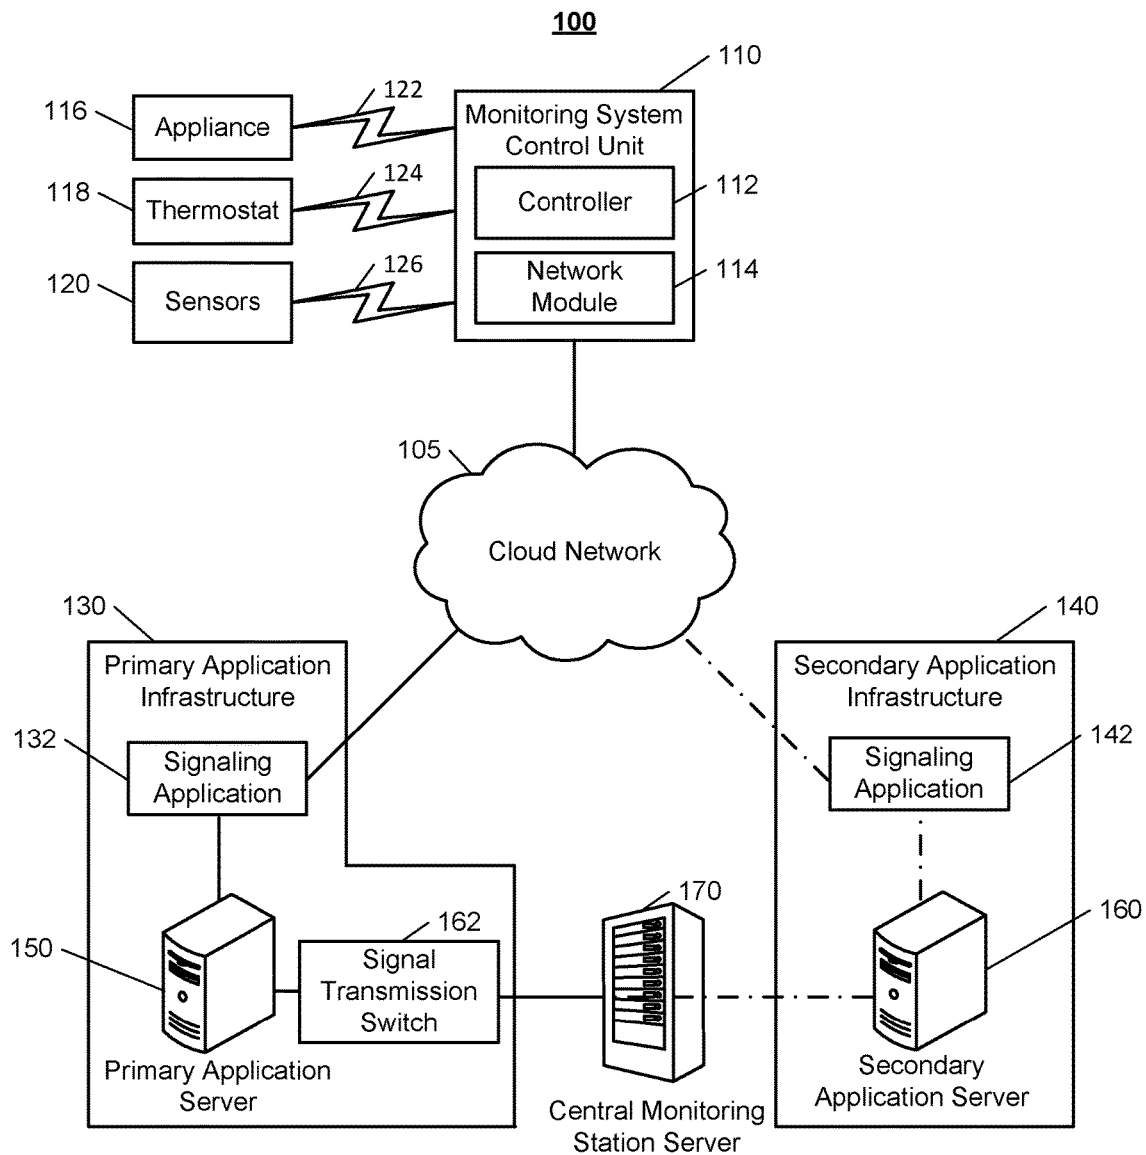 100
110
116
Appliance
122
Monitoring System
Control Unit
118
Thermostat
124
Controller
112
120
Sensors
126
Network
Module
114
105
Cloud Network
130
Primary Application
Infrastructure
140
Secondary Application
Infrastructure
132
Signaling
Application
Signaling
Application
142
150
162
Signal
Transmission
Switch
170
160
Primary Application
Server
Central Monitoring
Station Server
Secondary
Application Server